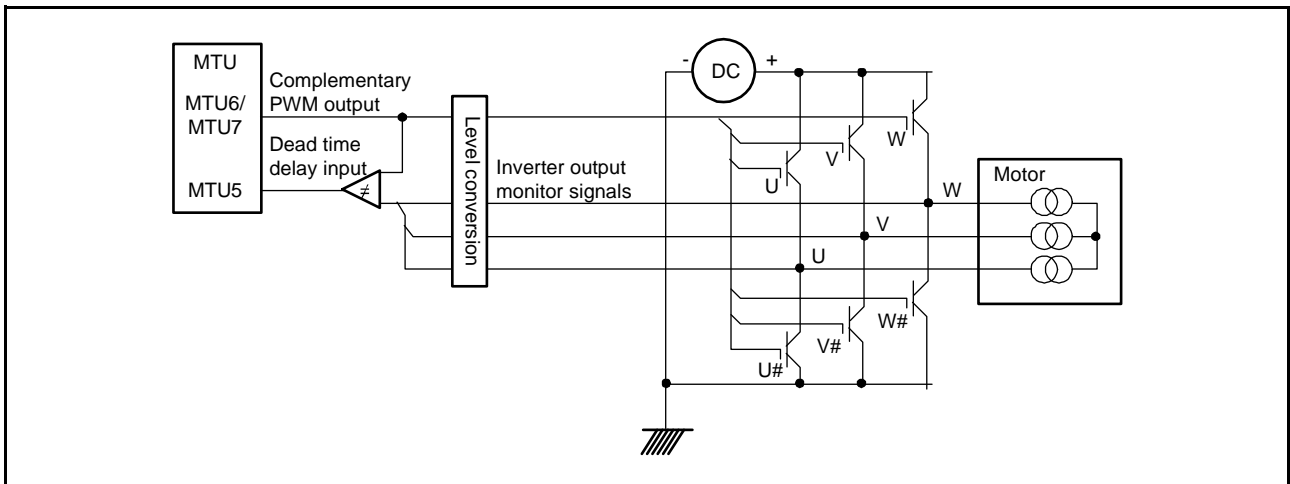 MTU
MTU6/
MTU7
MTU5
Complementary
PWM output
Dead time
delay input
≠
Level conversion
Inverter output
monitor signals
-
DC
+
W
V
U
W
V
U
W#
V#
U#
Motor